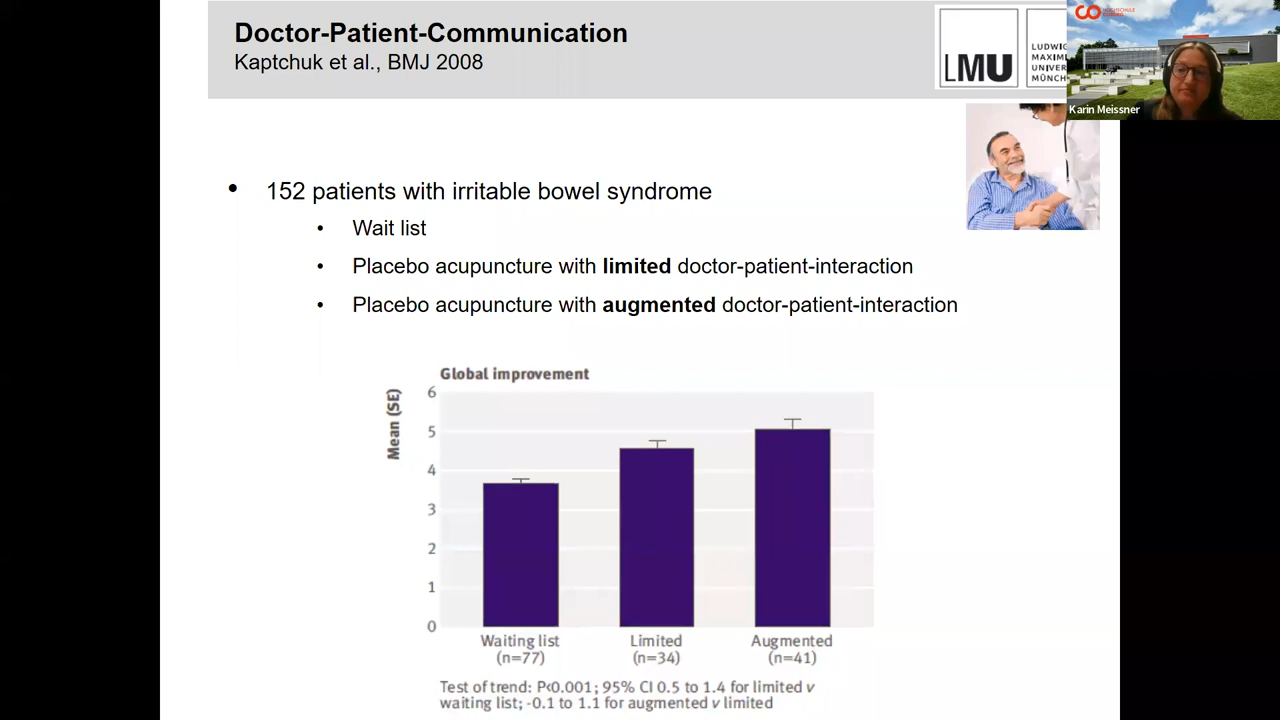 Doctor-Patient-Communication
Kaptchuk et al., BMJ 2008
LMU
LUDWIG
MAXIM
UNIVER
MÜNCH
Karin Meissner
• 152 patients with irritable bowel syndrome
• Wait list
• Placebo acupuncture with limited doctor-patient-interaction
• Placebo acupuncture with augmented doctor-patient-interaction
Global improvement
Mean (SE)
6
5
4
3
2
1
0
Waiting list
(n=77)
Limited
(n=34)
Augmented
(n=41)
Test of trend: P<0.001; 95% CI 0.5 to 1.4 for limited v
waiting list; -0.1 to 1.1 for augmented v limited